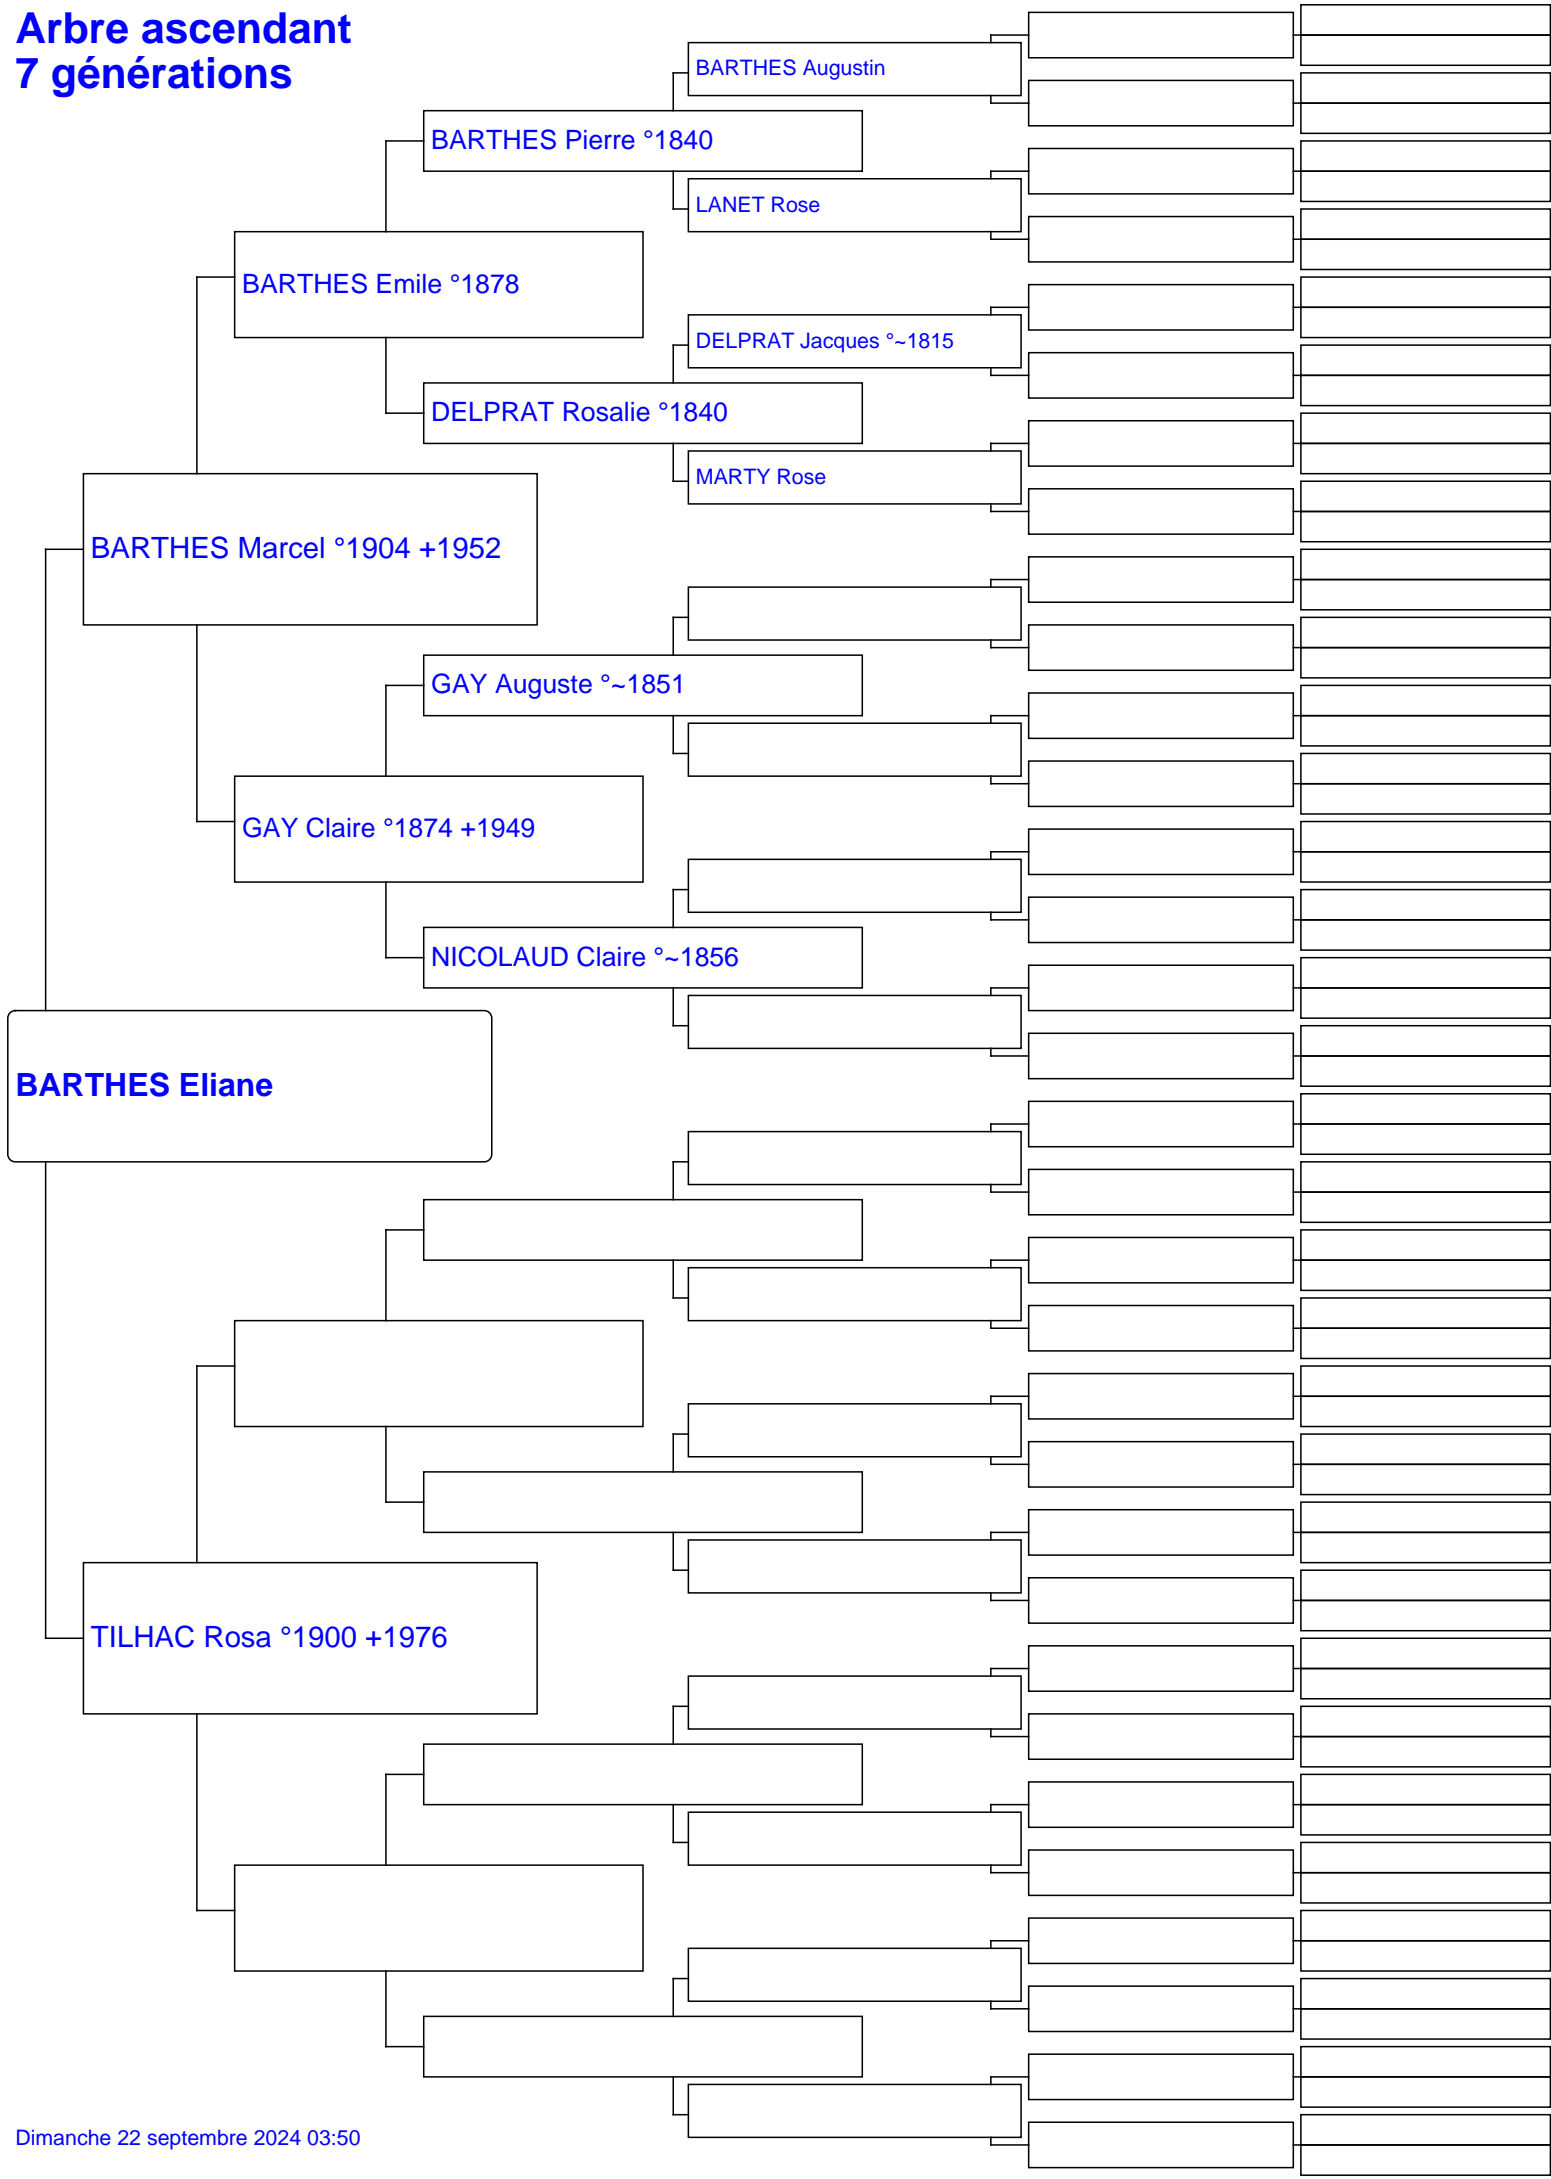 Arbre ascendant
7 générations
BARTHES Augustin
BARTHES Pierre °1840
LANET Rose
BARTHES Emile °1878
DELPRAT Jacques °~1815
DELPRAT Rosalie °1840
MARTY Rose
BARTHES Marcel °1904 +1952
GAY Auguste °~1851
GAY Claire °1874 +1949
NICOLAUD Claire °~1856
BARTHES Eliane
TILHAC Rosa °1900 +1976
Dimanche 22 septembre 2024 03:50